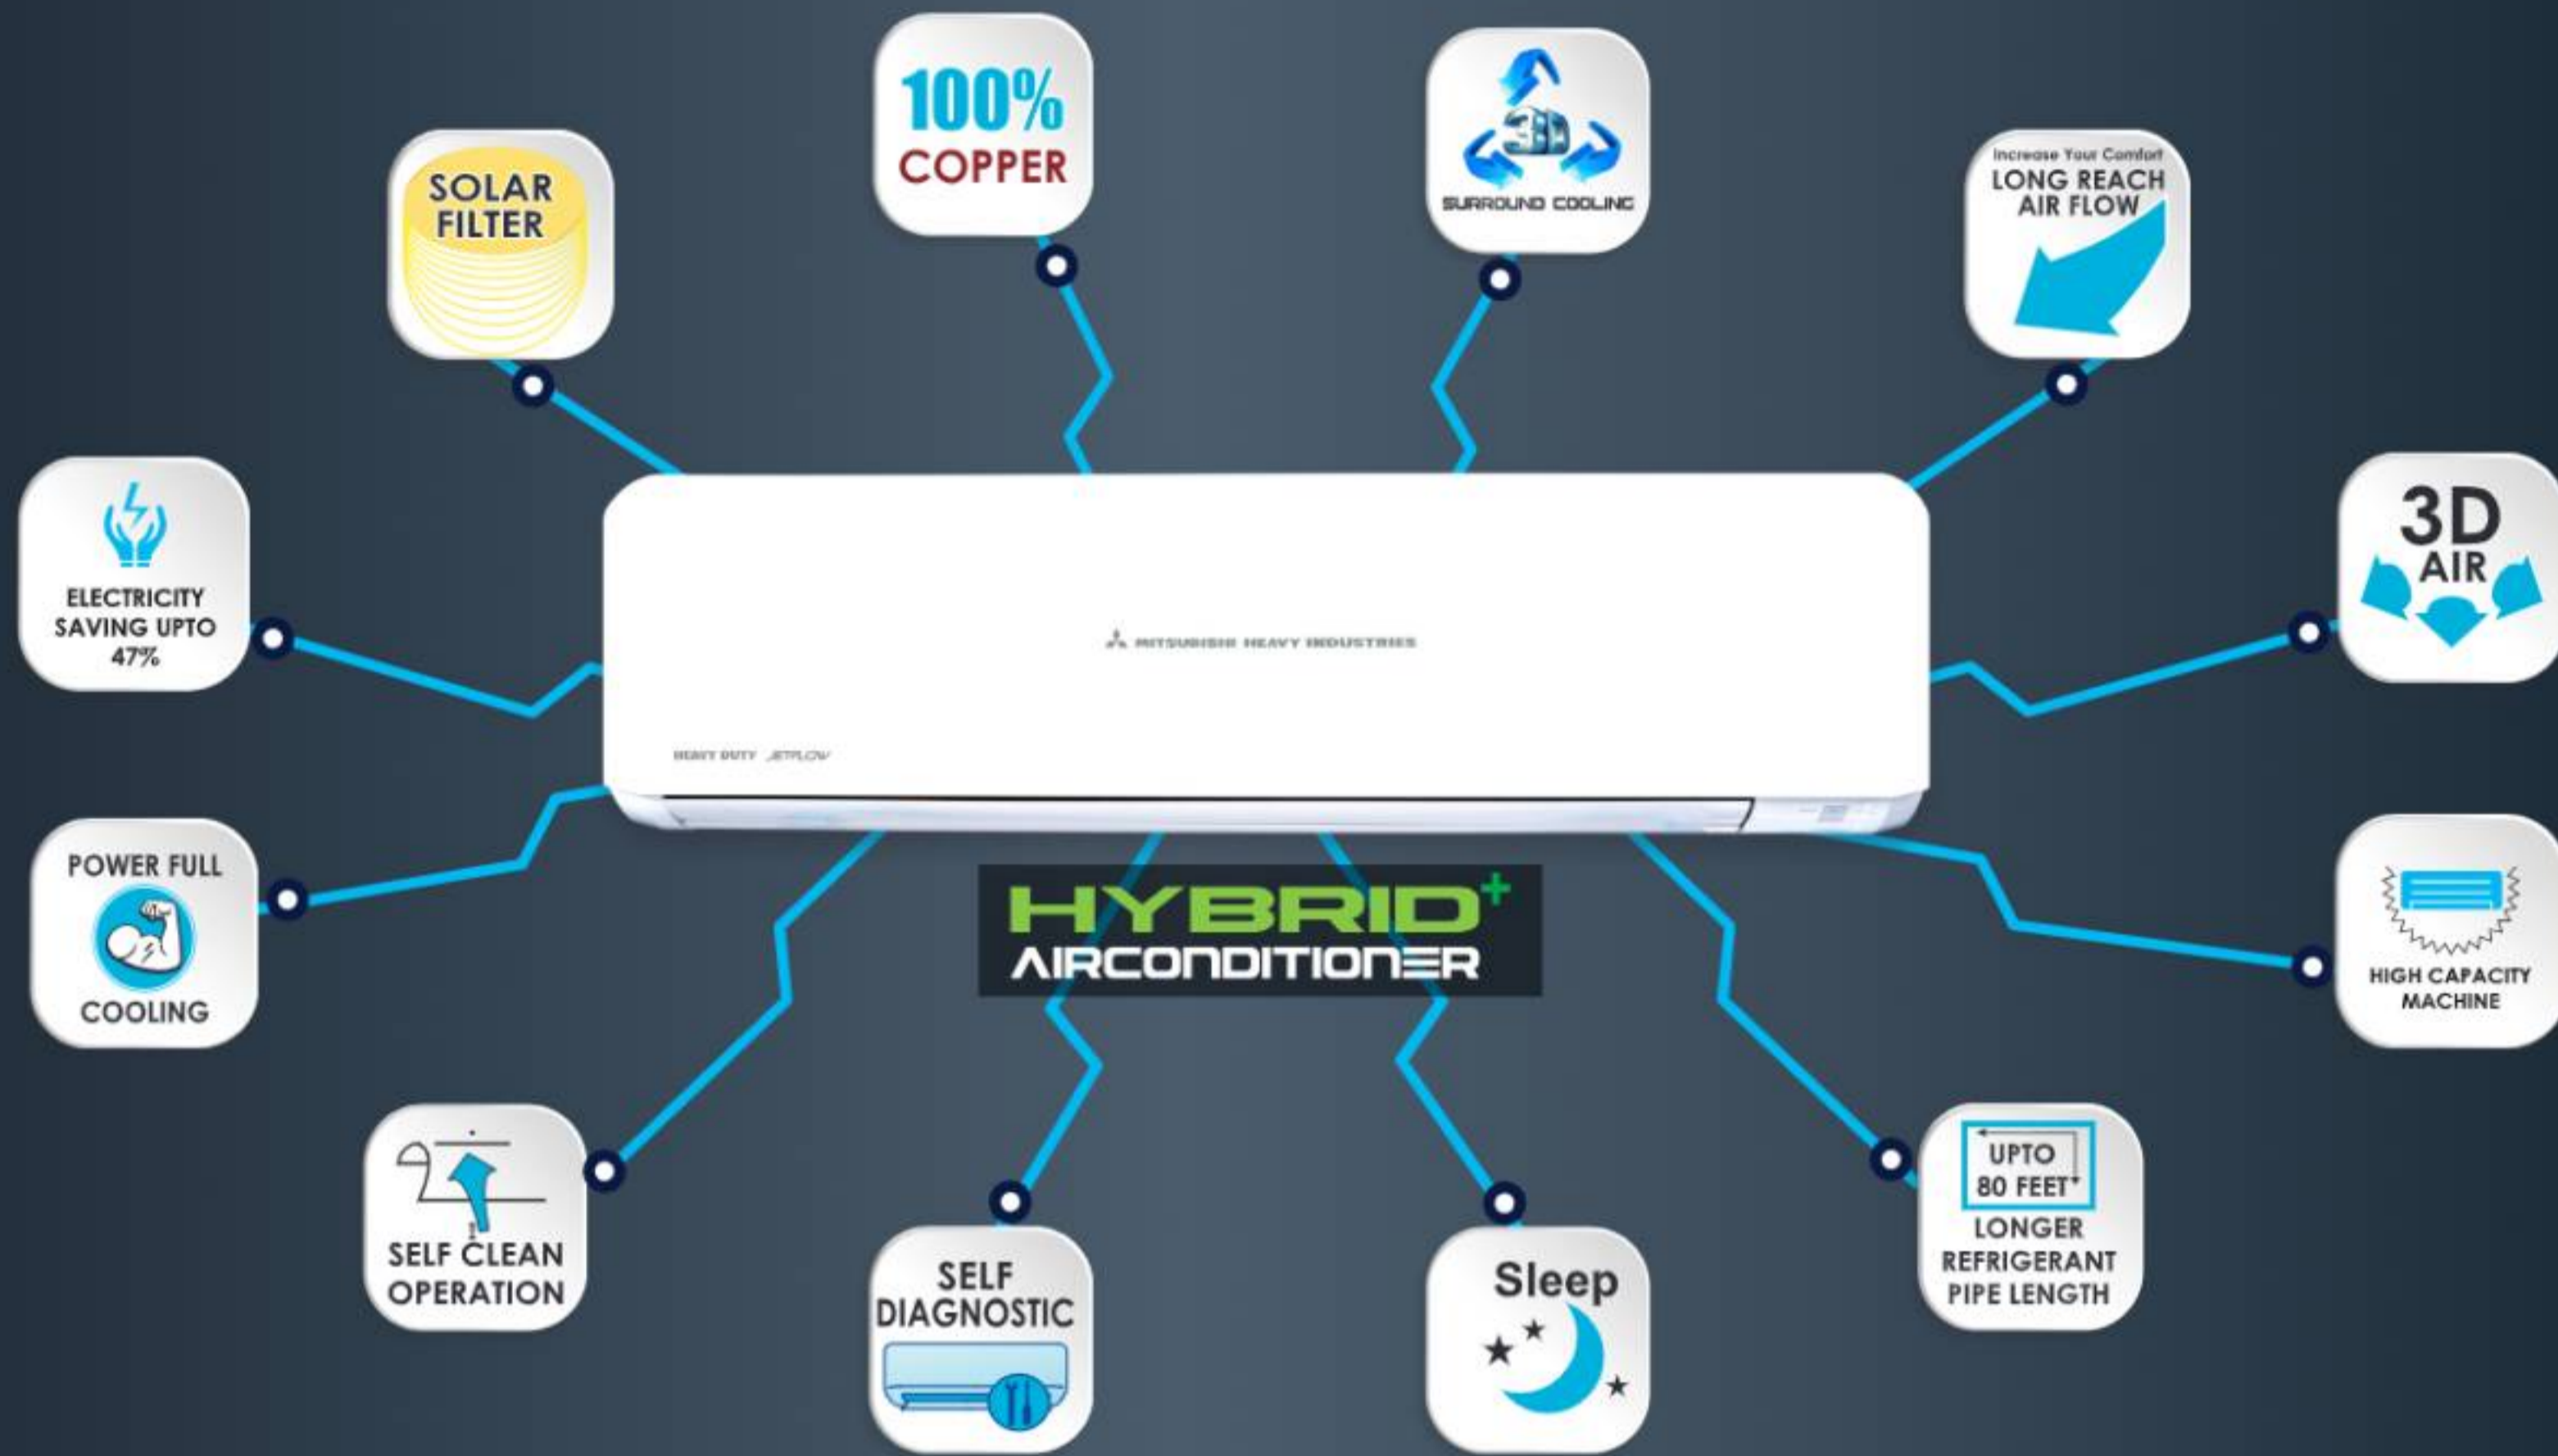 100%
COPPER
3D
SURROUND COOLING
SOLAR
FILTER
Increase Your Comfort
LONG REACH
AIR FLOW
ELECTRICITY
SAVING UPTO
47%
3D
AIR
MITSUBISHI HEAVY INDUSTRIES
HEAVY DUTY JETFLOW
POWER FULL
COOLING
HYBRID+
AIRCONDITIONER
HIGH CAPACITY
MACHINE
SELF CLEAN
OPERATION
SELF
DIAGNOSTIC
Sleep
UPTO
80 FEET
LONGER
REFRIGERANT
PIPE LENGTH